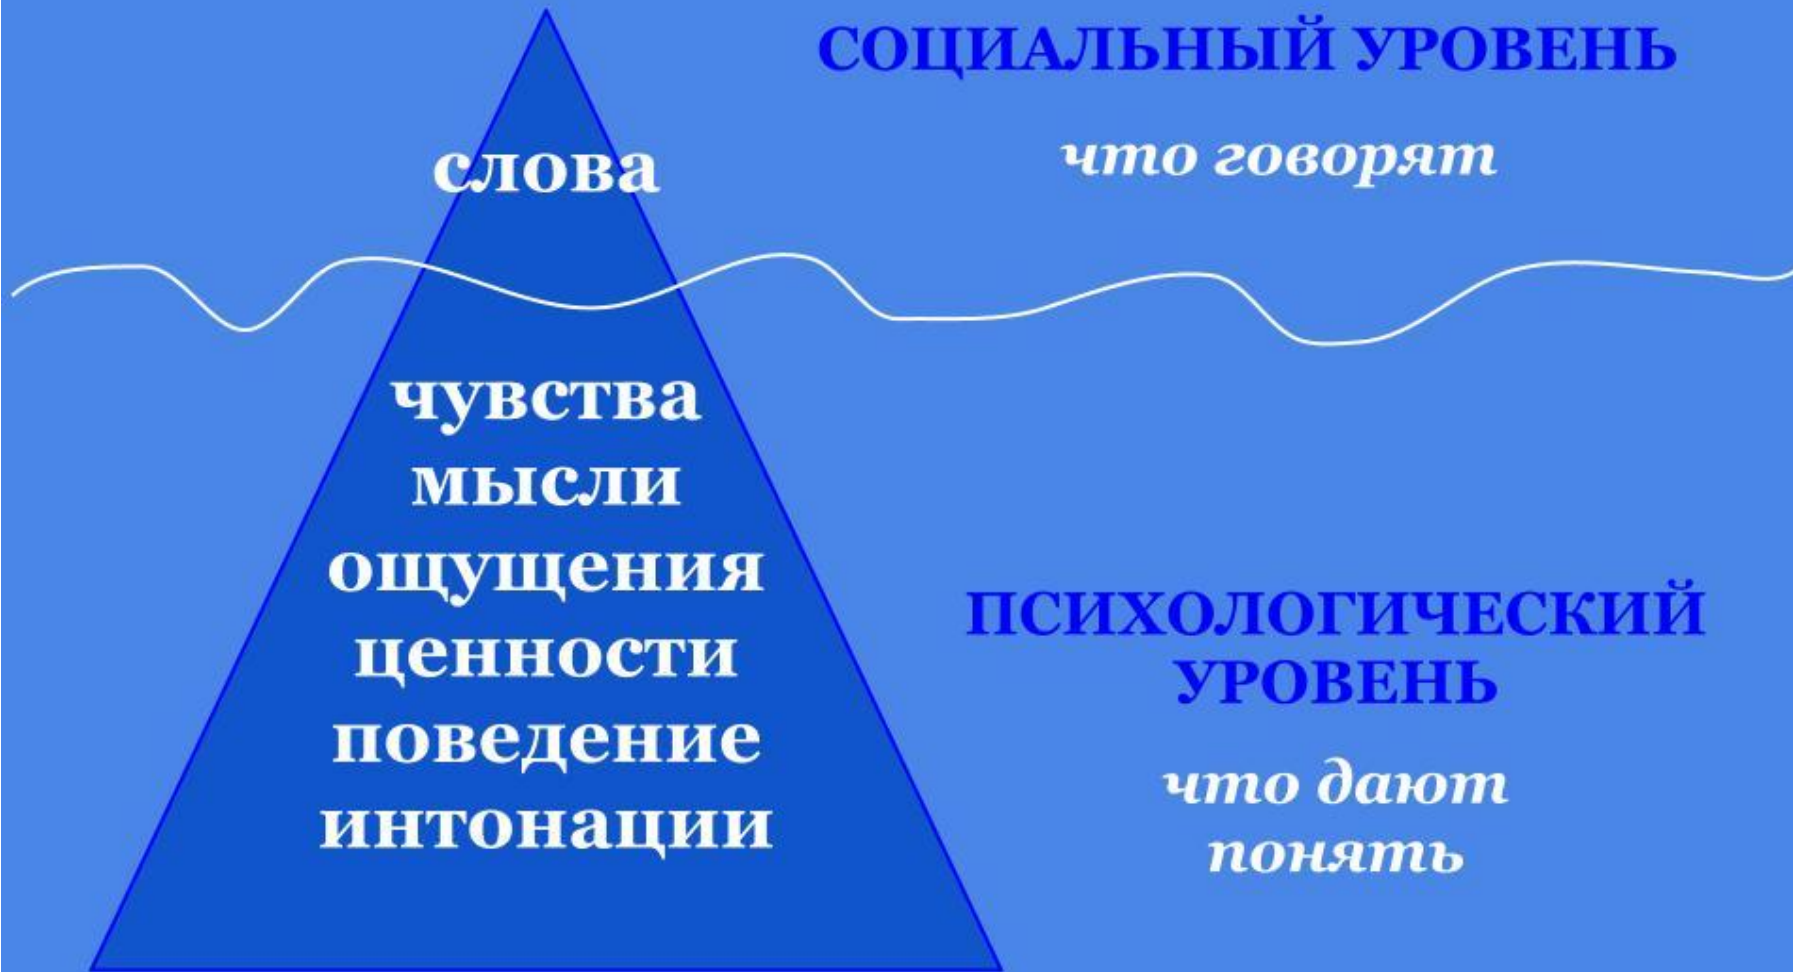 СОЦИАЛЬНЫЙ УРОВЕНЬ
что говорят
слова
чувства
мысли
ощущения
ценности
поведение
интонации
ПСИХОЛОГИЧЕСКИЙ
УРОВЕНЬ
что дают
понять